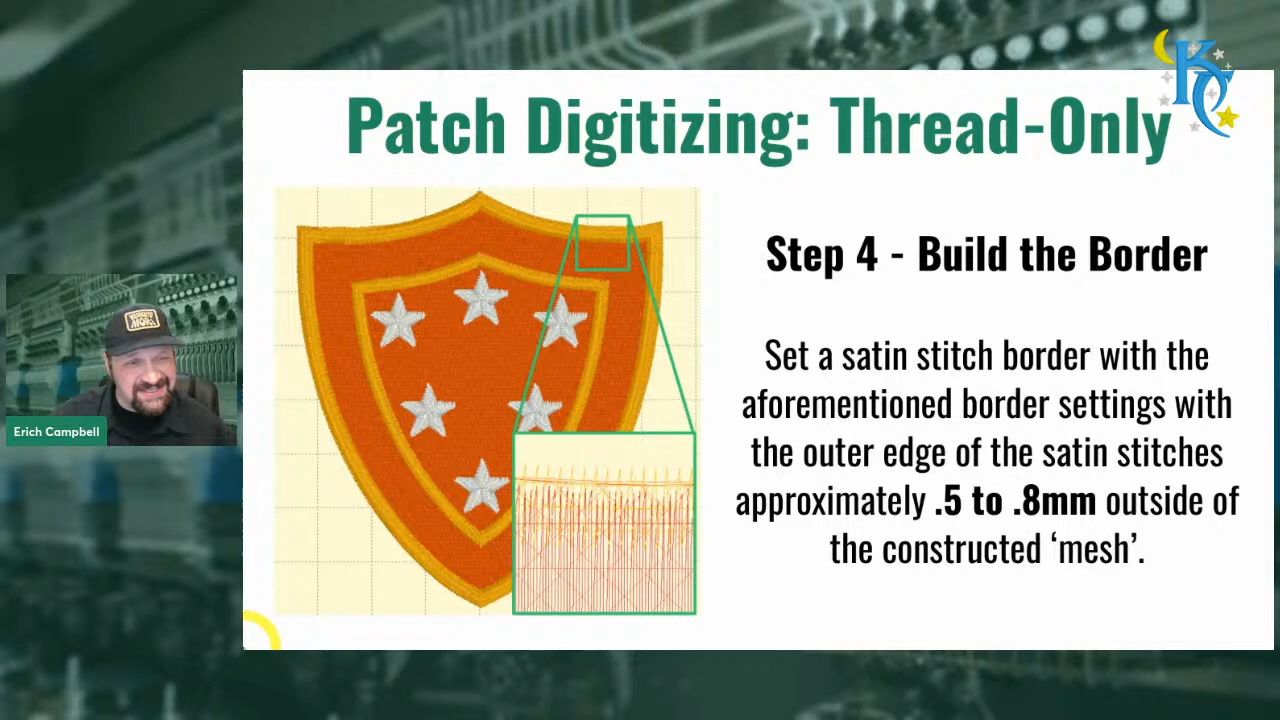 Patch Digitizing: Thread-Only
Step 4 - Build the Border
Set a satin stitch border with the
aforementioned border settings with
the outer edge of the satin stitches
approximately .5 to .8mm outside of
the constructed ‘mesh’.
Erich Campbell
KC